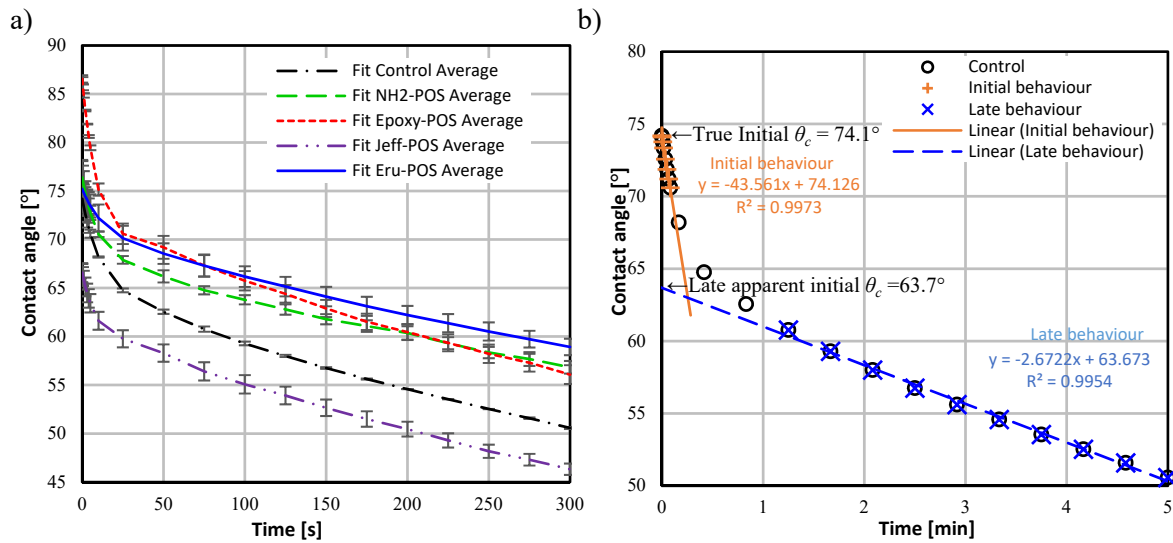 a)
90
85
80
75
70
65
60
55
50
45
Contact angle [°]
Fit Control Average
Fit NH2-POS Average
Fit Epoxy-POS Average
Fit Jeff-POS Average
Fit Eru-POS Average
0
50
100
150
200
250
300
Time [s]
b)
80
75
70
65
60
55
50
Contact angle [°]
Control
Initial behaviour
Late behaviour
Linear (Initial behaviour)
Linear (Late behaviour)
←True Initial θc = 74.1°
Initial behaviour
y = -43.561x + 74.126
R² = 0.9973
←Late apparent initial θc =63.7°
Late behaviour
y = -2.6722x + 63.673
R² = 0.9954
0
1
2
3
4
5
Time [min]